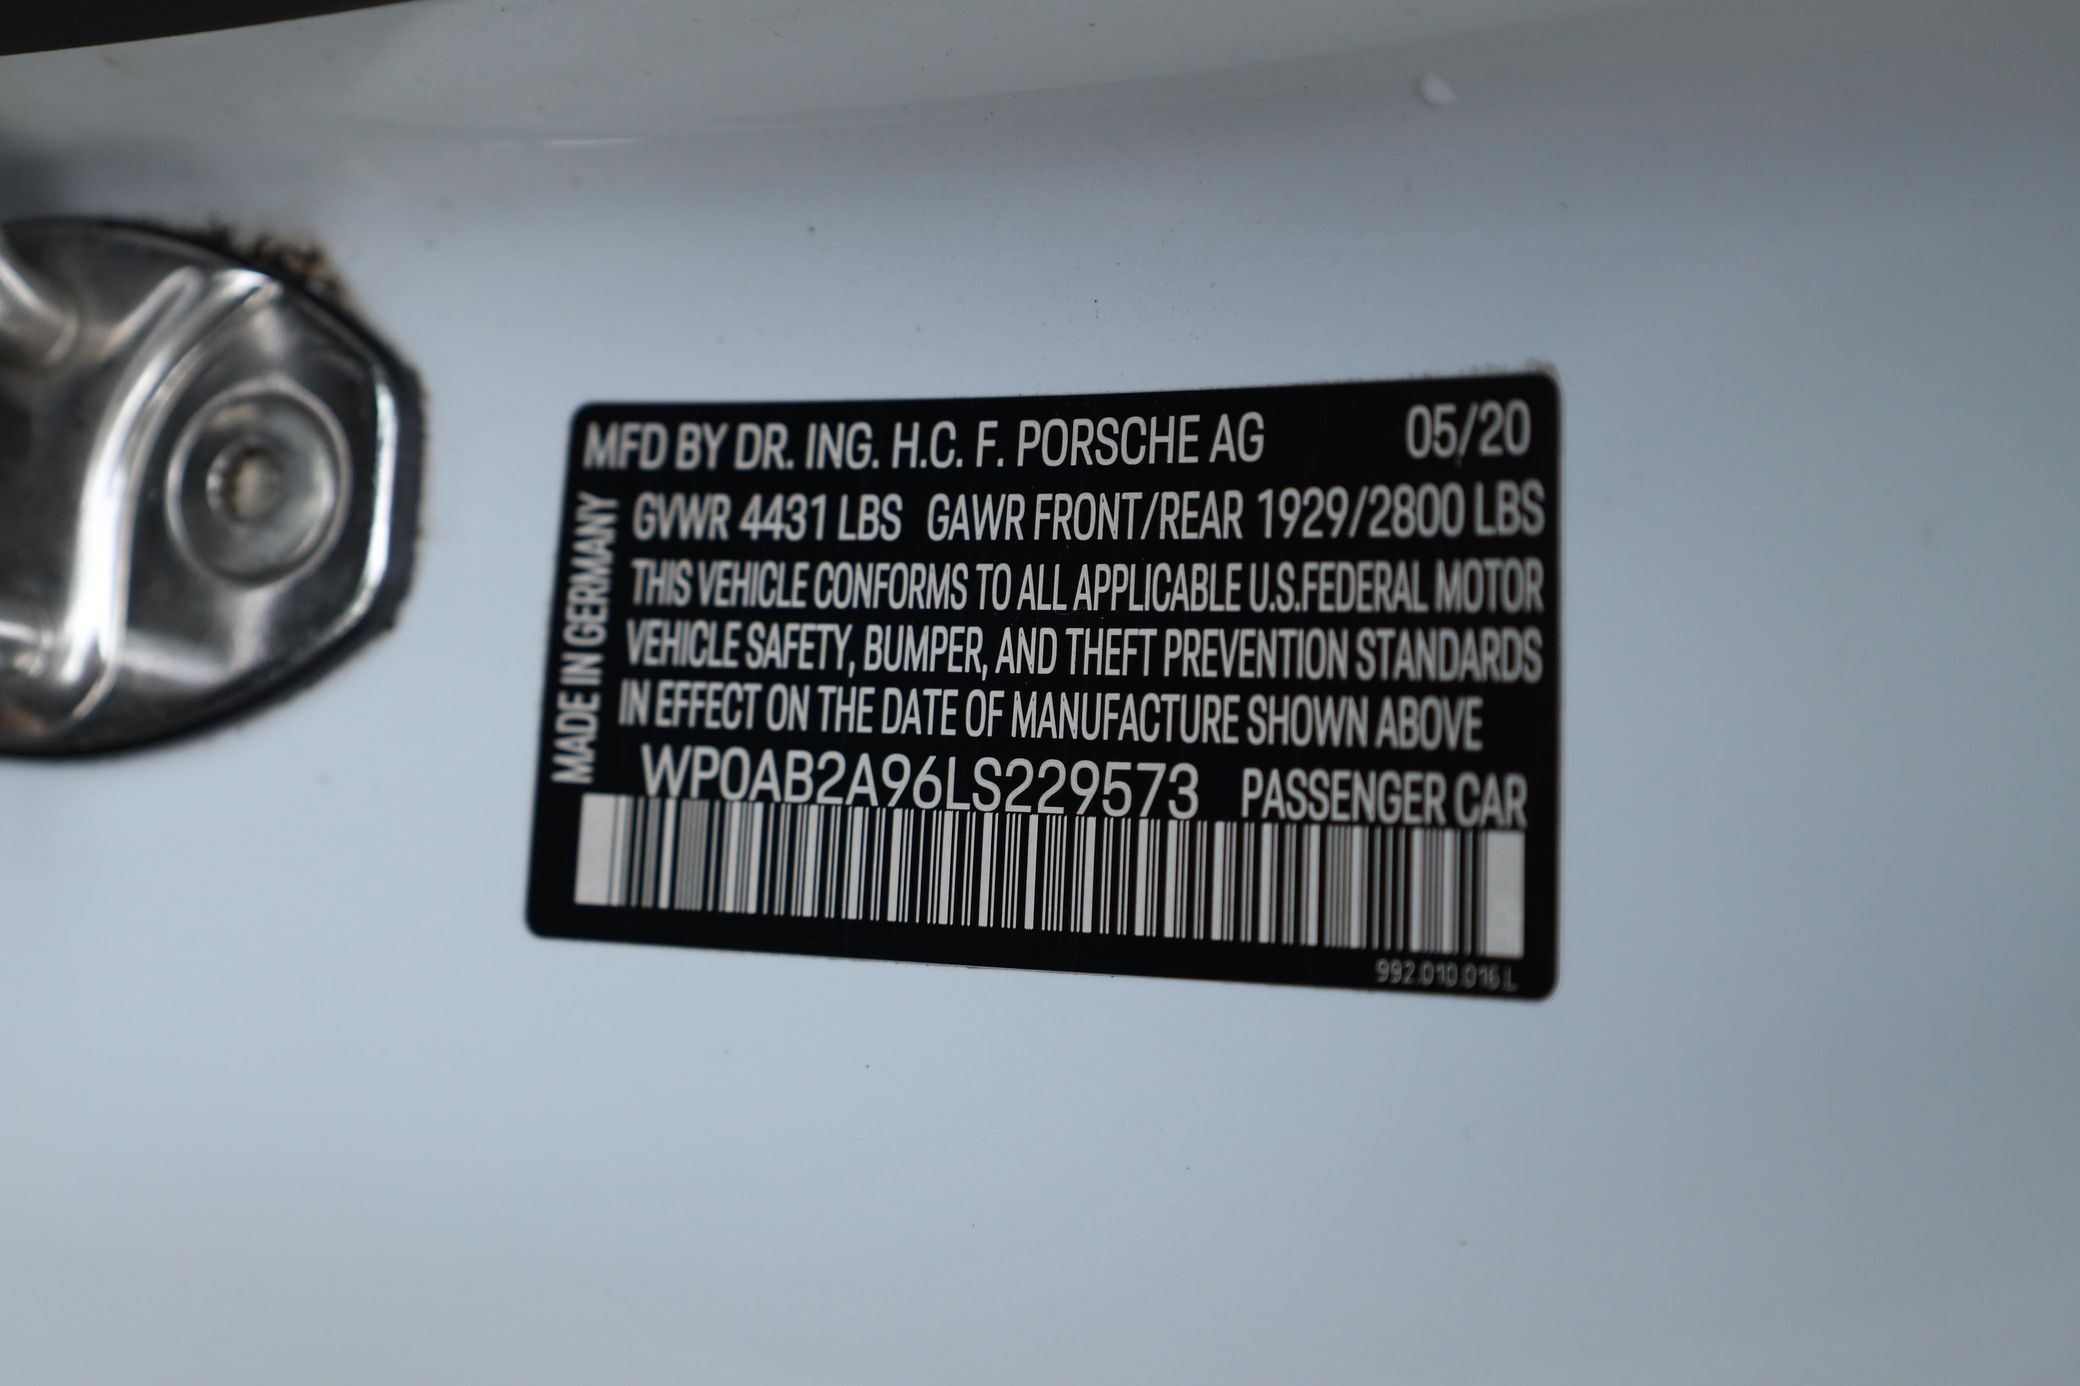 MFD BY DR. ING. H.C. F. PORSCHE AG 05/20
GVWR 4431 LBS GAWR FRONT/REAR 1929/2800 LBS
THIS VEHICLE CONFORMS TO ALL APPLICABLE U.S.FEDERAL MOTOR
VEHICLE SAFETY, BUMPER, AND THEFT PREVENTION STANDARDS
IN EFFECT ON THE DATE OF MANUFACTURE SHOWN ABOVE
WP0AB2A96LS229573 PASSENGER CAR
992.010.016.L
MADE IN GERMANY